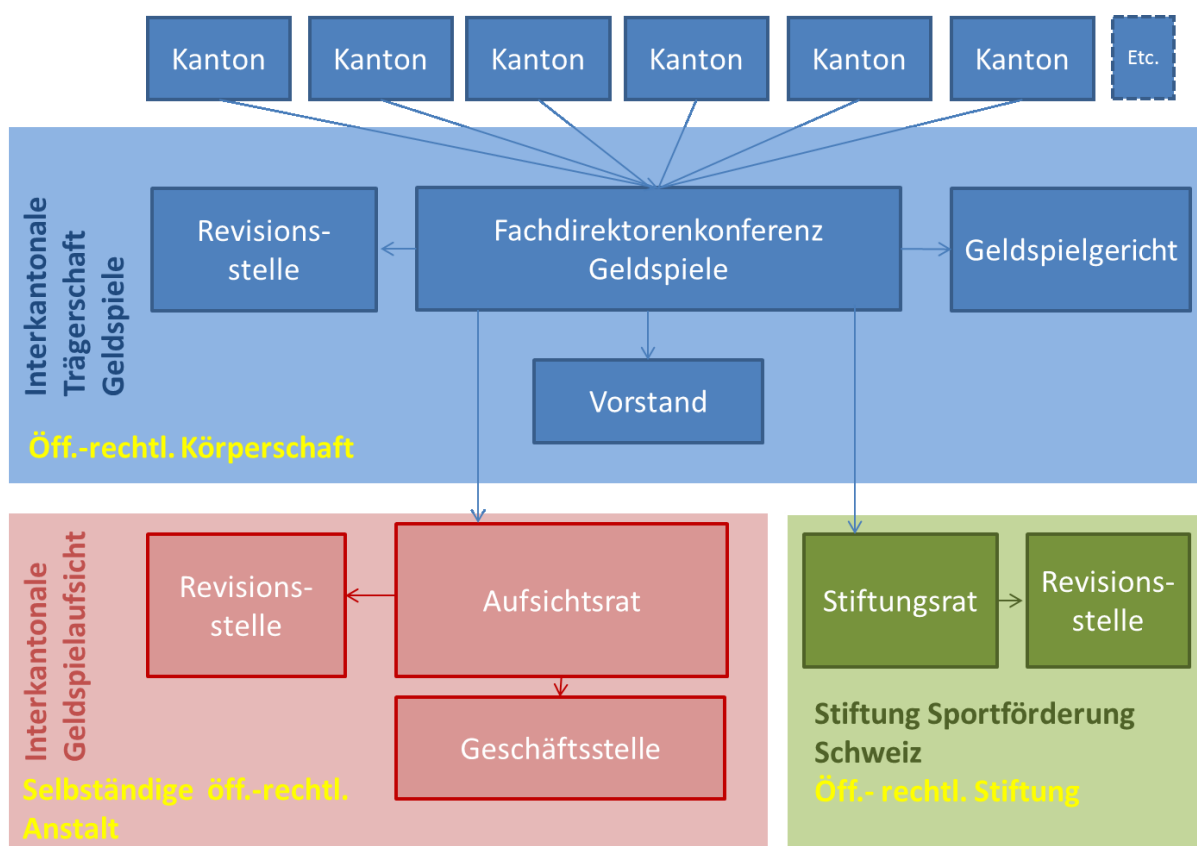 Kanton
Kanton
Kanton
Kanton
Kanton
Kanton
Etc.
Interkantonale
Trägerschaft
Geldspiele
Revisions-
stelle
Fachdirektorenkonferenz
Geldspiele
Geldspielgericht
Vorstand
Öff.-rechtl. Körperschaft
Interkantonale
Geldspielaufsicht
Revisions-
stelle
Aufsichtsrat
Geschäftsstelle
Selbständige öff.-rechtl.
Anstalt
Stiftungsrat
Revisions-
stelle
Stiftung Sportförderung
Schweiz
Öff.- rechtl. Stiftung